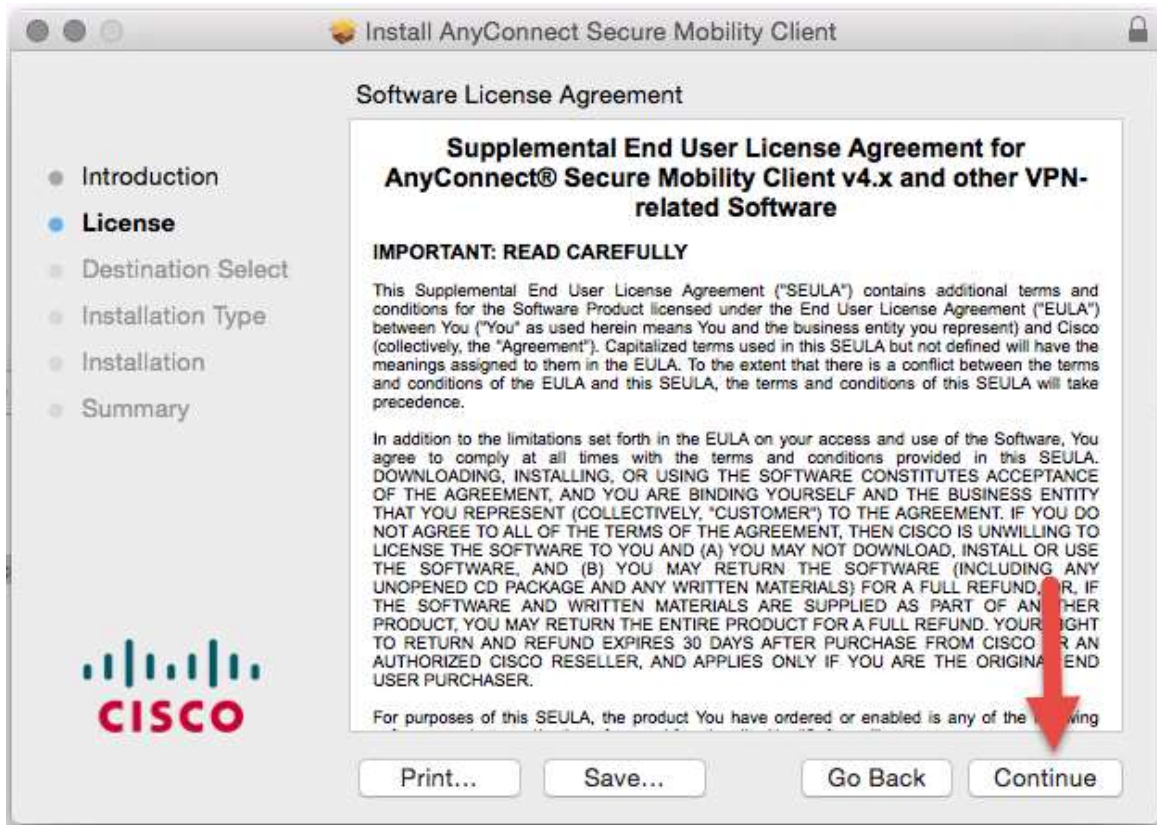 Install AnyConnect Secure Mobility Client
Software License Agreement
Introduction
License
Destination Select
Installation Type
Installation
Summary
Supplemental End User License Agreement for
AnyConnect® Secure Mobility Client v4.x and other VPN-
related Software
IMPORTANT: READ CAREFULLY
This Supplemental End User License Agreement ("SEULA") contains additional terms and
conditions for the Software Product licensed under the End User License Agreement ("EULA")
between You ("You" as used herein means You and the business entity you represent) and Cisco
(collectively, the "Agreement"). Capitalized terms used in this SEULA but not defined will have the
meanings assigned to them in the EULA. To the extent that there is a conflict between the terms
and conditions of the EULA and this SEULA, the terms and conditions of this SEULA will take
precedence.
In addition to the limitations set forth in the EULA on your access and use of the Software, You
agree to comply at all times with the terms and conditions provided in this SEULA.
DOWNLOADING, INSTALLING, OR USING THE SOFTWARE CONSTITUTES ACCEPTANCE
OF THE AGREEMENT, AND YOU ARE BINDING YOURSELF AND THE BUSINESS ENTITY
THAT YOU REPRESENT (COLLECTIVELY, "CUSTOMER") TO THE AGREEMENT. IF YOU DO
NOT AGREE TO ALL OF THE TERMS OF THE AGREEMENT, THEN CISCO IS UNWILLING TO
LICENSE THE SOFTWARE TO YOU AND (A) YOU MAY NOT DOWNLOAD, INSTALL OR USE
THE SOFTWARE, AND (B) YOU MAY RETURN THE SOFTWARE (INCLUDING ANY
UNOPENED CD PACKAGE AND ANY WRITTEN MATERIALS) FOR A FULL REFUND, OR, IF
THE SOFTWARE AND WRITTEN MATERIALS ARE SUPPLIED AS PART OF ANOTHER
PRODUCT, YOU MAY RETURN THE ENTIRE PRODUCT FOR A FULL REFUND. YOUR RIGHT
TO RETURN AND REFUND EXPIRES 30 DAYS AFTER PURCHASE FROM CISCO OR AN
AUTHORIZED CISCO RESELLER, AND APPLIES ONLY IF YOU ARE THE ORIGINAL END
USER PURCHASER.
For purposes of this SEULA, the product You have ordered or enabled is any of the following
CISCO
Print...
Save...
Go Back
Continue